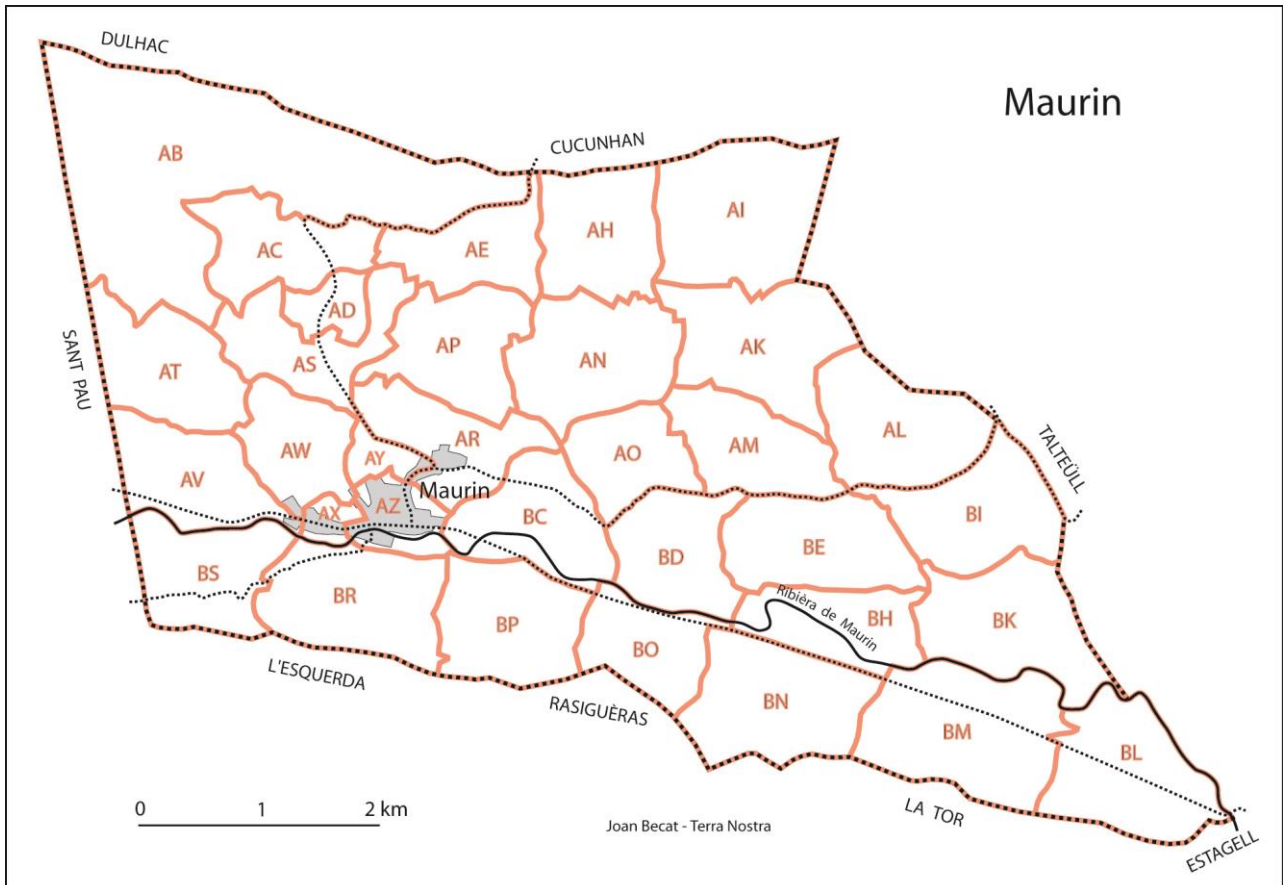 DULHAC
Maurin
CUCUNHAN
AB
AI
AH
AC
AE
AD
SANT PAU
AP
AK
AN
AS
AT
AL
TALTEÜLL
AR
AM
AW
AY
AO
AV
Maurin
AZ
AX
BC
BI
BE
BD
BS
BR
Ribièra de Maurin
BH
BK
BP
BO
L'ESQUERDA
BN
RASIGUÈRAS
BM
BL
0 1 2 km
LA TOR
Joan Becat - Terra Nostra
ESTAGELL